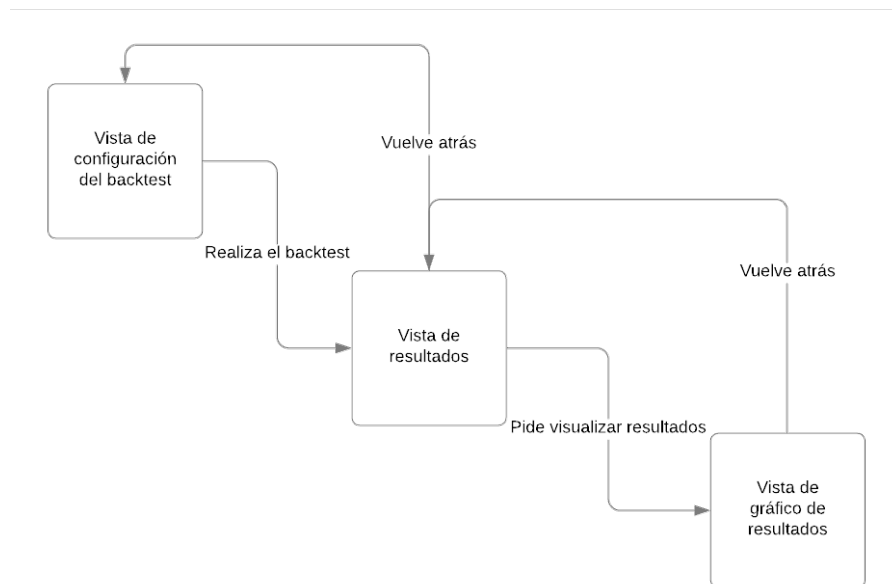 Vista de
configuración
del backtest
Vuelve atrás
Realiza el backtest
Vuelve atrás
Vista de
resultados
Pide visualizar resultados
Vista de
gráfico de
resultados